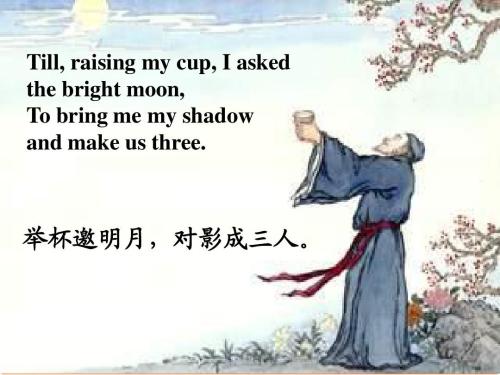 Till, raising my cup, I asked
the bright moon,
To bring me my shadow
and make us three.
举杯邀明月，对影成三人。